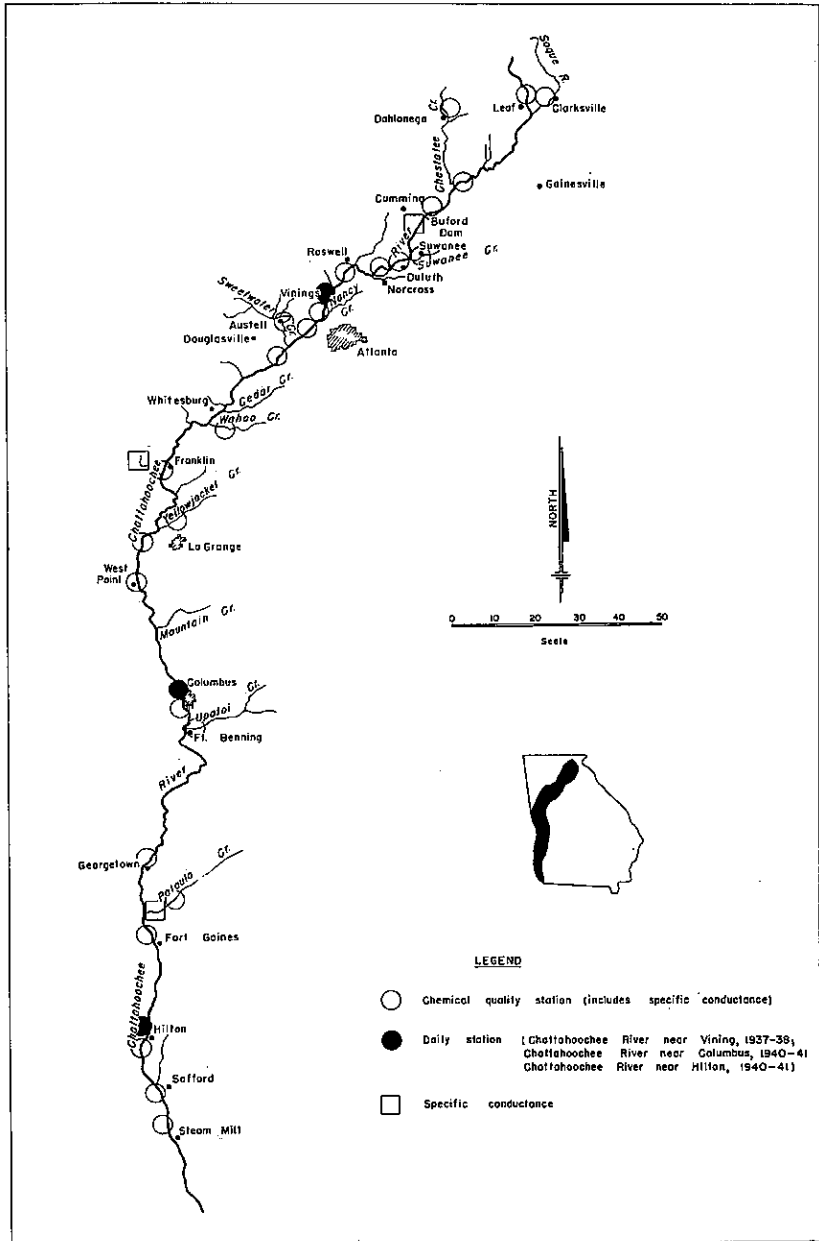 Soque R.
Leaf
Clarksville
Dahlonega
Chestatee Cr.
Gainesville
Cumming
Buford Dam
River
Suwanee
Suwanee Cr.
Roswell
Duluth
Norcross
Vinings
Nancy Cr.
Sweetwater Cr.
Austell
Douglasville
Atlanta
Whitesburg
Cedar Cr.
Wahoo Cr.
Franklin
Chattahoochee
Yellowjacket Cr.
La Grange
West Point
Mountain Cr.
Columbus
Upatoi Cr.
Ft. Benning
River
Georgetown
Pataula Cr.
Fort Gaines
Chattahoochee
Hilton
Safford
Steam Mill
NORTH
0 10 20 30 40 50
Scale
LEGEND
Chemical quality station (includes specific conductance)
Daily station (Chattahoochee River near Vining, 1937-38;
Chattahoochee River near Columbus, 1940-41
Chattahoochee River near Hilton, 1940-41)
Specific conductance